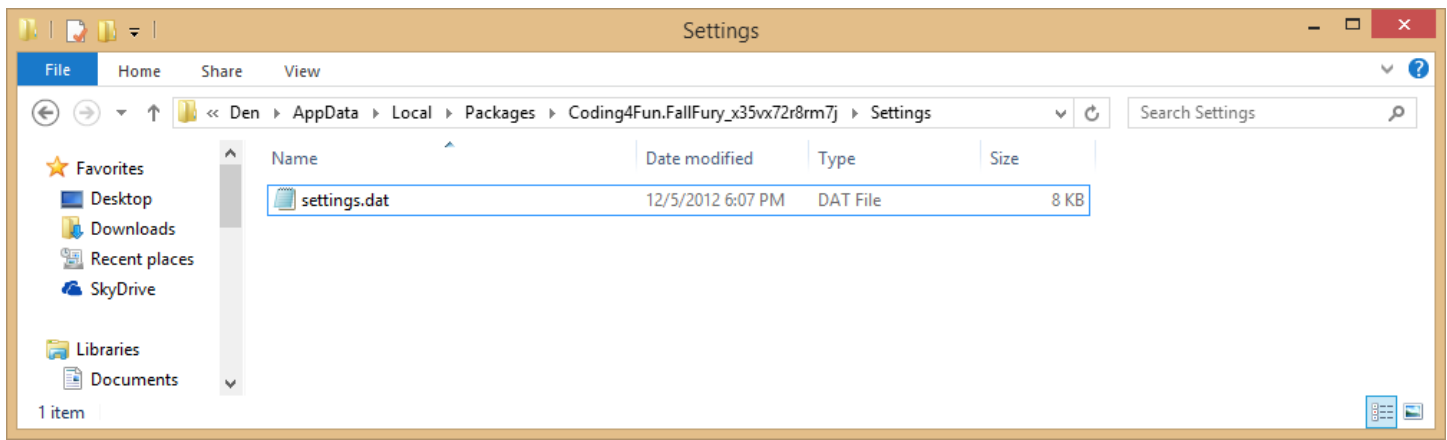 Settings
File Home Share View
« Den AppData Local Packages Coding4Fun.FallFury_x35vx72r8rm7j Settings Search Settings
Favorites
Desktop
Downloads
Recent places
SkyDrive
Libraries
Documents
Name Date modified Type Size
settings.dat 12/5/2012 6:07 PM DAT File 8 KB
1 item